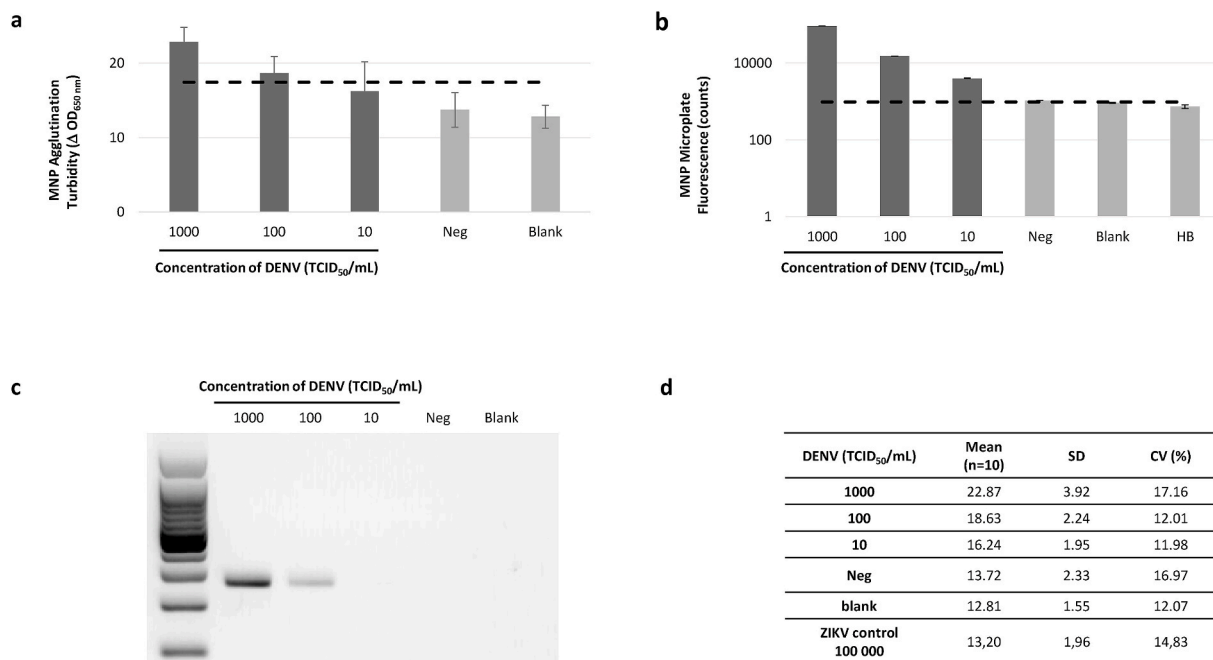 a
MNP Agglutination
Turbidity (Δ OD650 nm)
20
10
0
1000 100 10 Neg Blank
Concentration of DENV (TCID50/mL)
b
MNP Microplate
Fluorescence (counts)
10000
100
1
1000 100 10 Neg Blank HB
Concentration of DENV (TCID50/mL)
c
Concentration of DENV (TCID50/mL)
1000 100 10 Neg Blank
d
DENV (TCID50/mL) Mean (n=10) SD CV (%)
1000 22.87 3.92 17.16
100 18.63 2.24 12.01
10 16.24 1.95 11.98
Neg 13.72 2.33 16.97
blank 12.81 1.55 12.07
ZIKV control
100 000 13,20 1,96 14,83